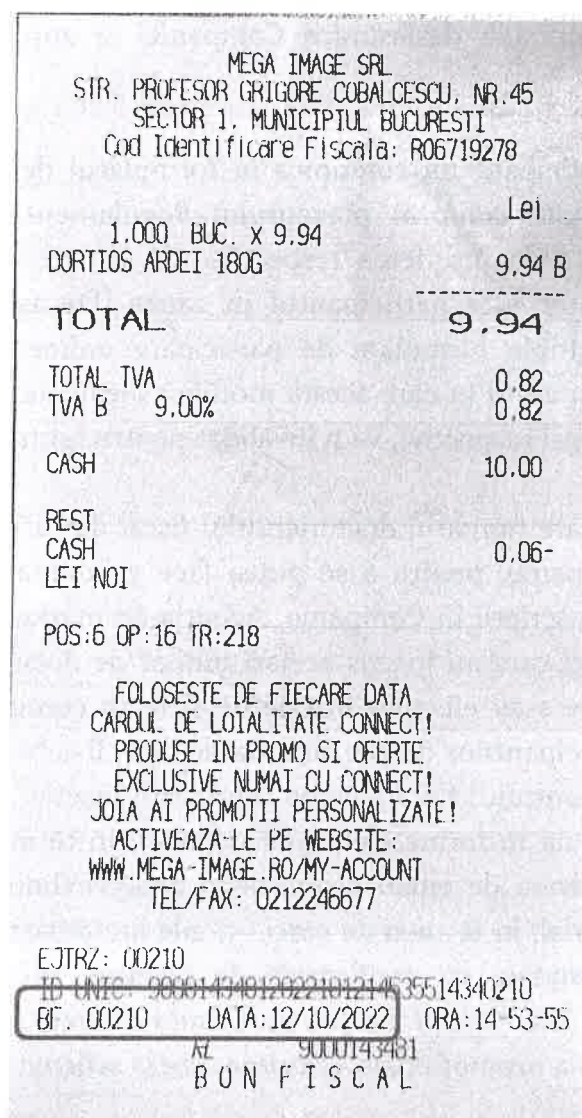 MEGA IMAGE SRL
STR. PROFESOR GRIGORE COBALCESCU, NR.45
SECTOR 1, MUNICIPIUL BUCURESTI
Cod Identificare Fiscala: RO6719278
Lei
1.000 BUC. X 9.94
DORTIOS ARDEI 180G 9.94 B
TOTAL 9.94
TOTAL TVA 0.82
TVA B 9.00% 0.82
CASH 10.00
REST
CASH 0.06-
LEI NOI
POS:6 OP:16 TR:218
FOLOSESTE DE FIECARE DATA
CARDUL DE LOIALITATE CONNECT!
PRODUSE IN PROMO SI OFERTE
EXCLUSIVE NUMAI CU CONNECT!
JOIA AI PROMOTII PERSONALIZATE!
ACTIVEAZA-LE PE WEBSITE
WWW.MEGA-IMAGE.RO/MY-ACCOUNT
TEL/FAX: 0212246677
EJTRZ: 00210
ID UNIC:
BF: 00210 DATA:12/10/2022 ORA:14-53-55
9000143481
BON FISCAL